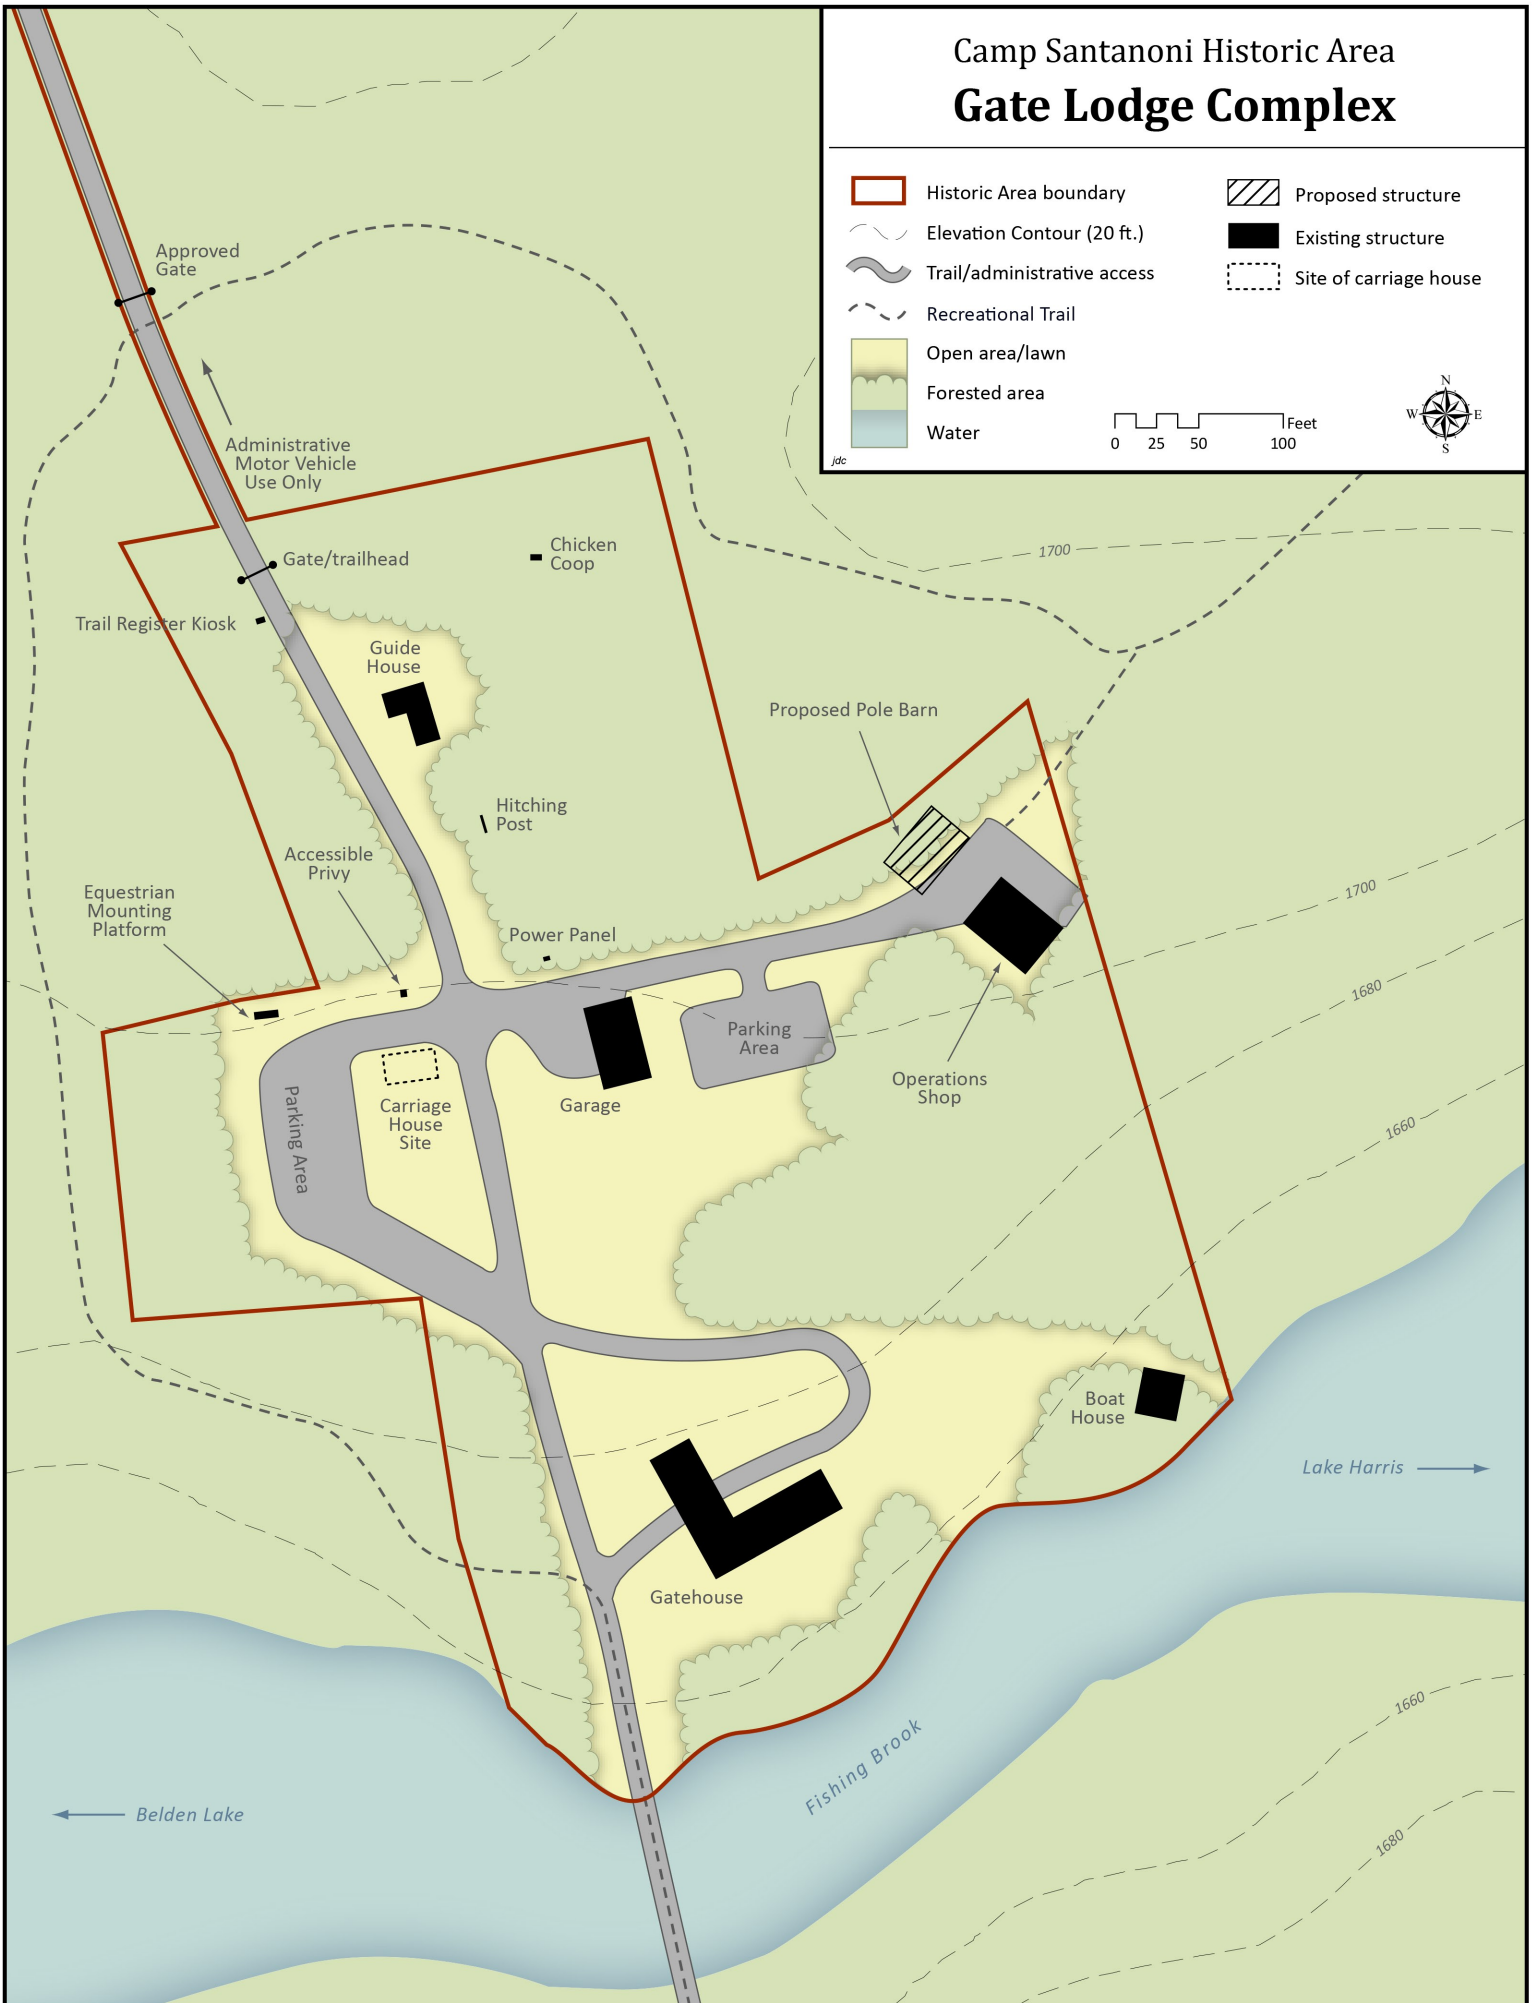 Camp Santanoni Historic Area
Gate Lodge Complex
Historic Area boundary
Elevation Contour (20 ft.)
Trail/administrative access
Recreational Trail
Open area/lawn
Forested area
Water
Proposed structure
Existing structure
Site of carriage house
jdc
Feet
0 25 50 100
N
W E
S
Approved
Gate
Administrative
Motor Vehicle
Use Only
Gate/trailhead
Chicken
Coop
1700
Trail Register Kiosk
Guide
House
Proposed Pole Barn
Hitching
Post
Accessible
Privy
Equestrian
Mounting
Platform
1700
Power Panel
1680
Parking
Area
Operations
Shop
Parking Area
Carriage
House
Site
Garage
1660
Boat
House
Lake Harris
Gatehouse
1660
Fishing Brook
Belden Lake
1680